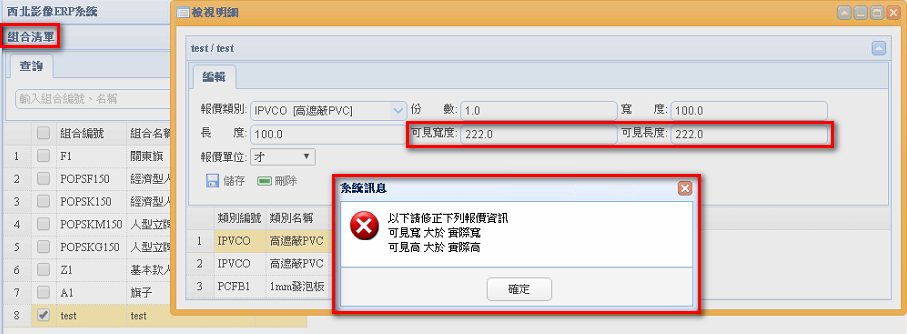 西北影像ERP系統
組合清單
查詢
輸入組合編號、名稱
組合編號 組合名稱
1 F1 關東旗
2 POPSF150 經濟型人
3 POPSK150 經濟型人
4 POPSKM150 人型立牌
5 POPSKG150 人型立牌
6 Z1 基本款人
7 A1 旗子
8 test test
檢視明細
test / test
編輯
報價類別: IPVCO [高遮蔽PVC] 份 數: 1.0 寬 度: 100.0
長 度: 100.0 可見寬度: 222.0 可見長度: 222.0
報價單位: 才
儲存 刪除
類別編號 類別名稱
1 IPVCO 高遮蔽PVC
2 IPVCO 高遮蔽PVC
3 PCFB1 1mm發泡板
系統訊息
以下請修正下列報價資訊
可見寬 大於 實際寬
可見高 大於 實際高
確定